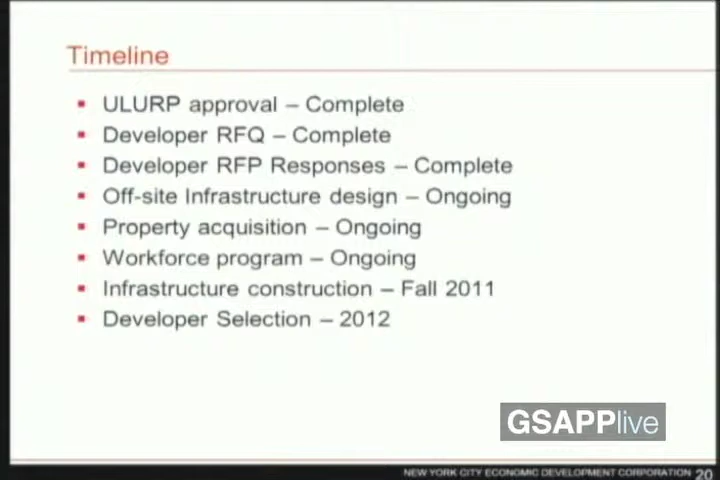 Timeline
▪ ULURP approval – Complete
▪ Developer RFQ – Complete
▪ Developer RFP Responses – Complete
▪ Off-site Infrastructure design – Ongoing
▪ Property acquisition – Ongoing
▪ Workforce program – Ongoing
▪ Infrastructure construction – Fall 2011
▪ Developer Selection – 2012
GSAPPlive
NEW YORK CITY ECONOMIC DEVELOPMENT CORPORATION 20